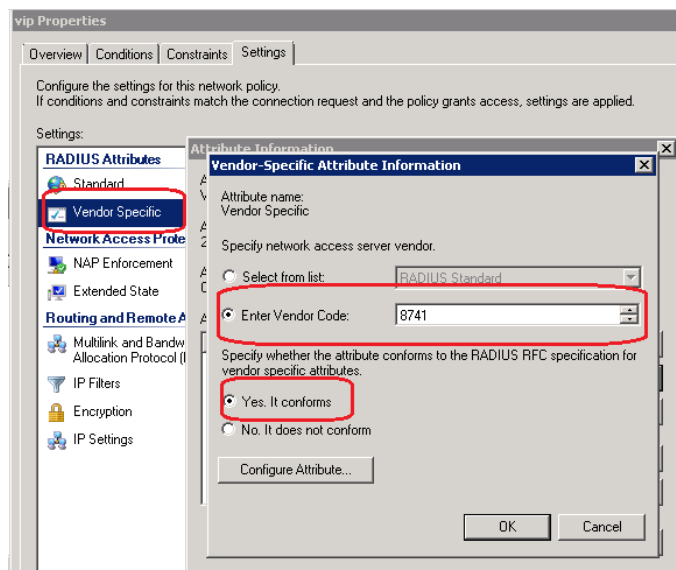 vip Properties
Overview Conditions Constraints Settings
Configure the settings for this network policy.
If conditions and constraints match the connection request and the policy grants access, settings are applied.
Settings:
RADIUS Attributes
Standard
Vendor Specific
Network Access Prote
NAP Enforcement
Extended State
Routing and Remote A
Multilink and Bandw
Allocation Protocol (
IP Filters
Encryption
IP Settings
Attribute Information
Vendor-Specific Attribute Information
Attribute name:
Vendor Specific
Specify network access server vendor.
Select from list: RADIUS Standard
Enter Vendor Code: 8741
Specify whether the attribute conforms to the RADIUS RFC specification for
vendor specific attributes.
Yes. It conforms
No. It does not conform
Configure Attribute...
OK Cancel